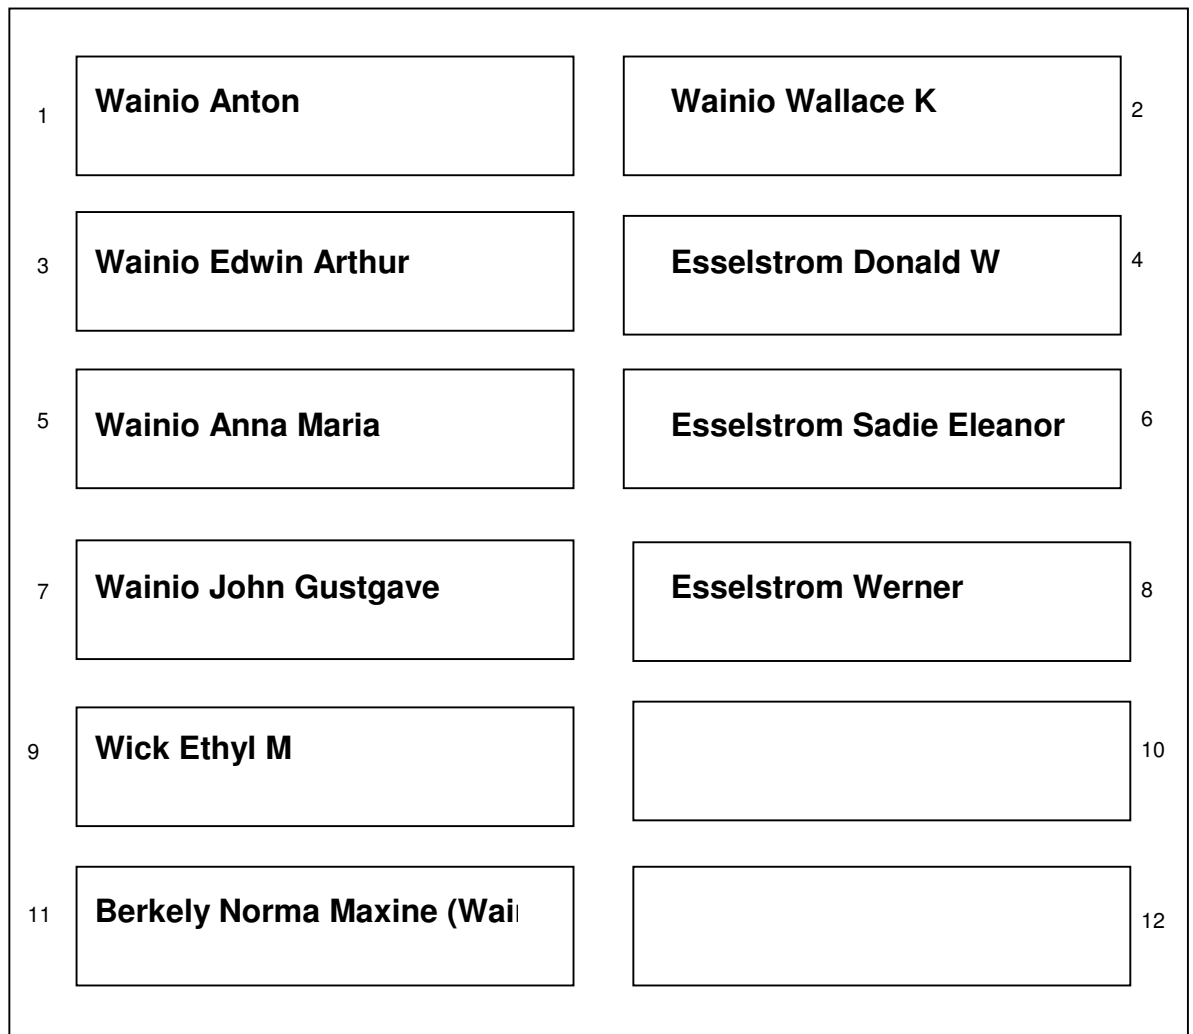 1 Wainio Anton Wainio Wallace K 2
3 Wainio Edwin Arthur Esselstrom Donald W 4
5 Wainio Anna Maria Esselstrom Sadie Eleanor 6
7 Wainio John Gustgave Esselstrom Werner 8
9 Wick Ethyl M 10
11 Berkely Norma Maxine 12